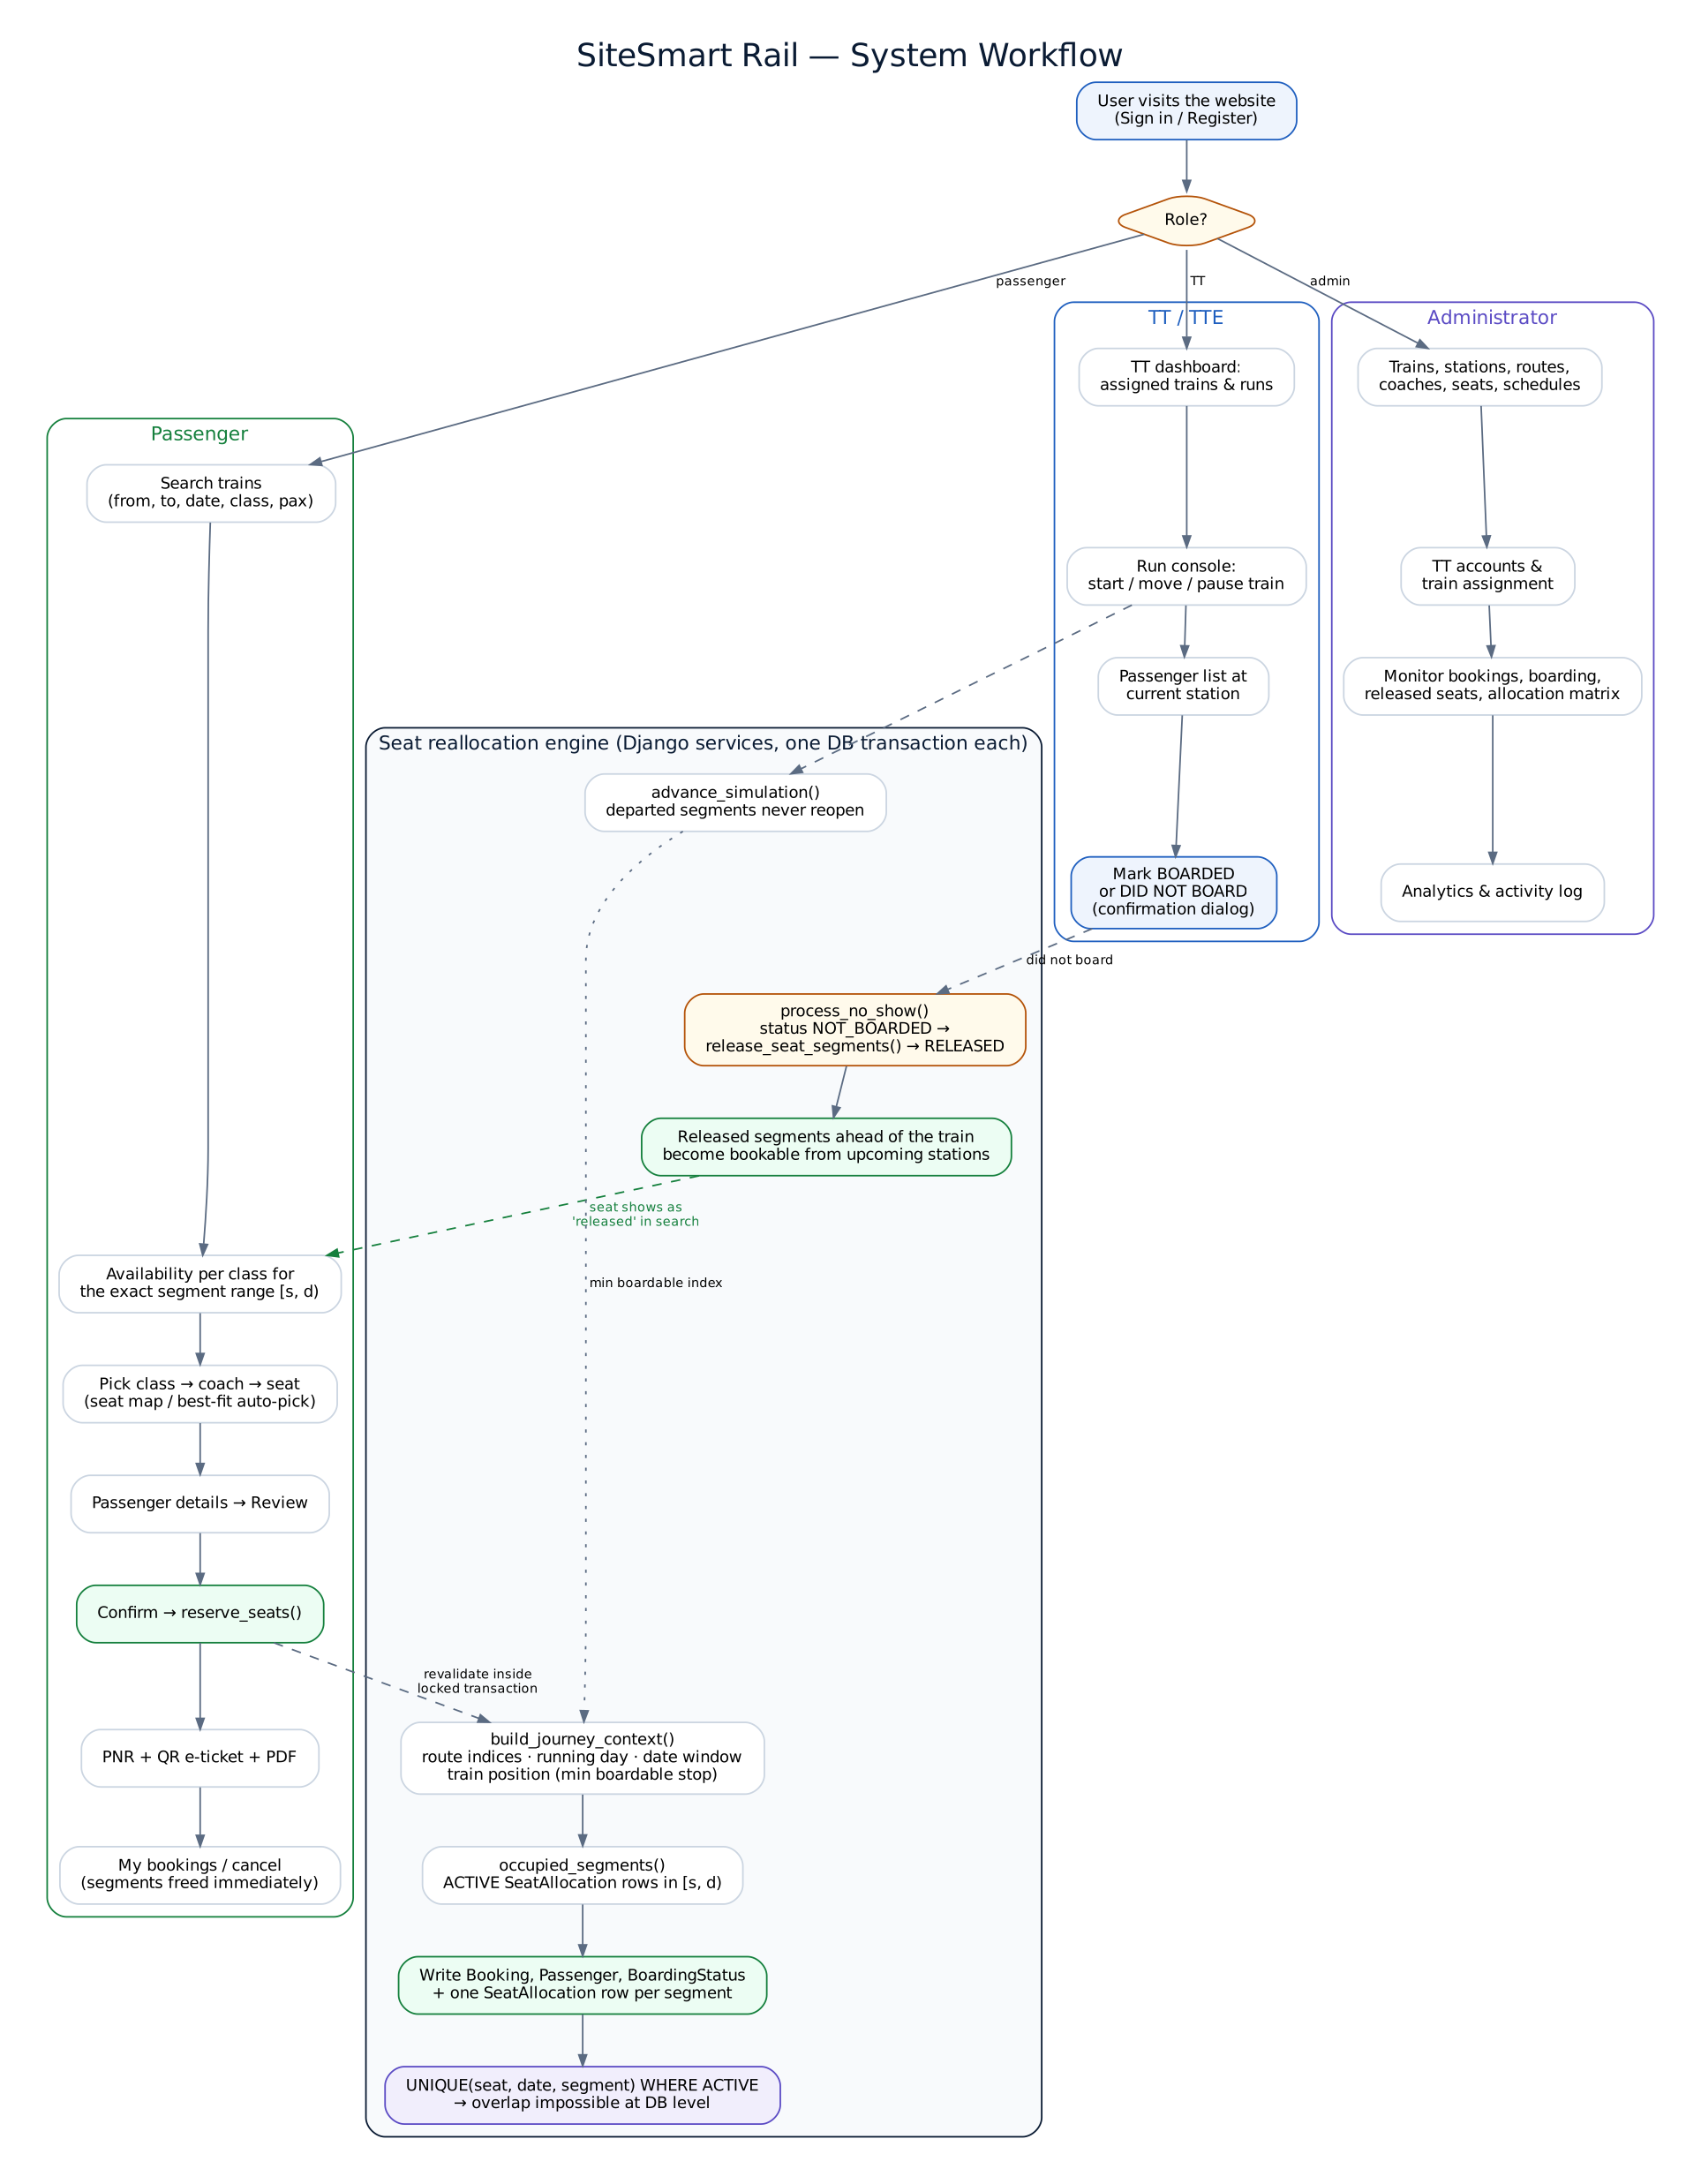 SiteSmart Rail — System Workflow
User visits the website
(Sign in / Register)
Role?
passenger
TT
admin
TT / TTE
TT dashboard:
assigned trains & runs
Run console:
start / move / pause train
Passenger list at
current station
Mark BOARDED
or DID NOT BOARD
(confirmation dialog)
did not board
Administrator
Trains, stations, routes,
coaches, seats, schedules
TT accounts &
train assignment
Monitor bookings, boarding,
released seats, allocation matrix
Analytics & activity log
Passenger
Search trains
(from, to, date, class, pax)
Availability per class for
the exact segment range [s, d)
Pick class → coach → seat
(seat map / best-fit auto-pick)
Passenger details → Review
Confirm → reserve_seats()
PNR + QR e-ticket + PDF
My bookings / cancel
(segments freed immediately)
Seat reallocation engine (Django services, one DB transaction each)
advance_simulation()
departed segments never reopen
process_no_show()
status NOT_BOARDED →
release_seat_segments() → RELEASED
Released segments ahead of the train
become bookable from upcoming stations
seat shows as
'released' in search
min boardable index
revalidate inside
locked transaction
build_journey_context()
route indices · running day · date window
train position (min boardable stop)
occupied_segments()
ACTIVE SeatAllocation rows in [s, d)
Write Booking, Passenger, BoardingStatus
+ one SeatAllocation row per segment
UNIQUE(seat, date, segment) WHERE ACTIVE
→ overlap impossible at DB level